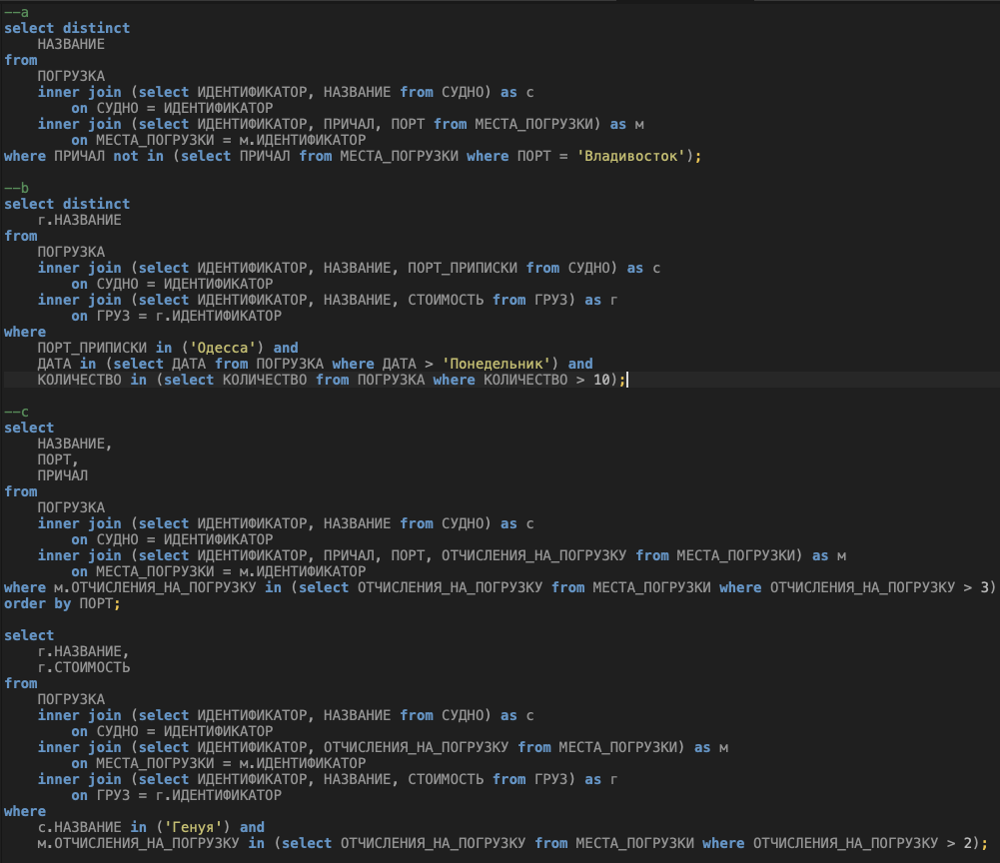 --a
select distinct
    НАЗВАНИЕ
from
    ПОГРУЗКА
    inner join (select ИДЕНТИФИКАТОР, НАЗВАНИЕ from СУДНО) as с
        on СУДНО = ИДЕНТИФИКАТОР
    inner join (select ИДЕНТИФИКАТОР, ПРИЧАЛ, ПОРТ from МЕСТА_ПОГРУЗКИ) as м
        on МЕСТА_ПОГРУЗКИ = м.ИДЕНТИФИКАТОР
where ПРИЧАЛ not in (select ПРИЧАЛ from МЕСТА_ПОГРУЗКИ where ПОРТ = 'Владивосток');

--b
select distinct
    г.НАЗВАНИЕ
from
    ПОГРУЗКА
    inner join (select ИДЕНТИФИКАТОР, НАЗВАНИЕ, ПОРТ_ПРИПИСКИ from СУДНО) as с
        on СУДНО = ИДЕНТИФИКАТОР
    inner join (select ИДЕНТИФИКАТОР, НАЗВАНИЕ, СТОИМОСТЬ from ГРУЗ) as г
        on ГРУЗ = г.ИДЕНТИФИКАТОР
where
    ПОРТ_ПРИПИСКИ in ('Одесса') and
    ДАТА in (select ДАТА from ПОГРУЗКА where ДАТА > 'Понедельник') and
    КОЛИЧЕСТВО in (select КОЛИЧЕСТВО from ПОГРУЗКА where КОЛИЧЕСТВО > 10);

--c
select
    НАЗВАНИЕ,
    ПОРТ,
    ПРИЧАЛ
from
    ПОГРУЗКА
    inner join (select ИДЕНТИФИКАТОР, НАЗВАНИЕ from СУДНО) as с
        on СУДНО = ИДЕНТИФИКАТОР
    inner join (select ИДЕНТИФИКАТОР, ПРИЧАЛ, ПОРТ, ОТЧИСЛЕНИЯ_НА_ПОГРУЗКУ from МЕСТА_ПОГРУЗКИ) as м
        on МЕСТА_ПОГРУЗКИ = м.ИДЕНТИФИКАТОР
where м.ОТЧИСЛЕНИЯ_НА_ПОГРУЗКУ in (select ОТЧИСЛЕНИЯ_НА_ПОГРУЗКУ from МЕСТА_ПОГРУЗКИ where ОТЧИСЛЕНИЯ_НА_ПОГРУЗКУ > 3)
order by ПОРТ;

select
    г.НАЗВАНИЕ,
    г.СТОИМОСТЬ
from
    ПОГРУЗКА
    inner join (select ИДЕНТИФИКАТОР, НАЗВАНИЕ from СУДНО) as с
        on СУДНО = ИДЕНТИФИКАТОР
    inner join (select ИДЕНТИФИКАТОР, ОТЧИСЛЕНИЯ_НА_ПОГРУЗКУ from МЕСТА_ПОГРУЗКИ) as м
        on МЕСТА_ПОГРУЗКИ = м.ИДЕНТИФИКАТОР
    inner join (select ИДЕНТИФИКАТОР, НАЗВАНИЕ, СТОИМОСТЬ from ГРУЗ) as г
        on ГРУЗ = г.ИДЕНТИФИКАТОР
where
    с.НАЗВАНИЕ in ('Генуя') and
    м.ОТЧИСЛЕНИЯ_НА_ПОГРУЗКУ in (select ОТЧИСЛЕНИЯ_НА_ПОГРУЗКУ from МЕСТА_ПОГРУЗКИ where ОТЧИСЛЕНИЯ_НА_ПОГРУЗКУ > 2);